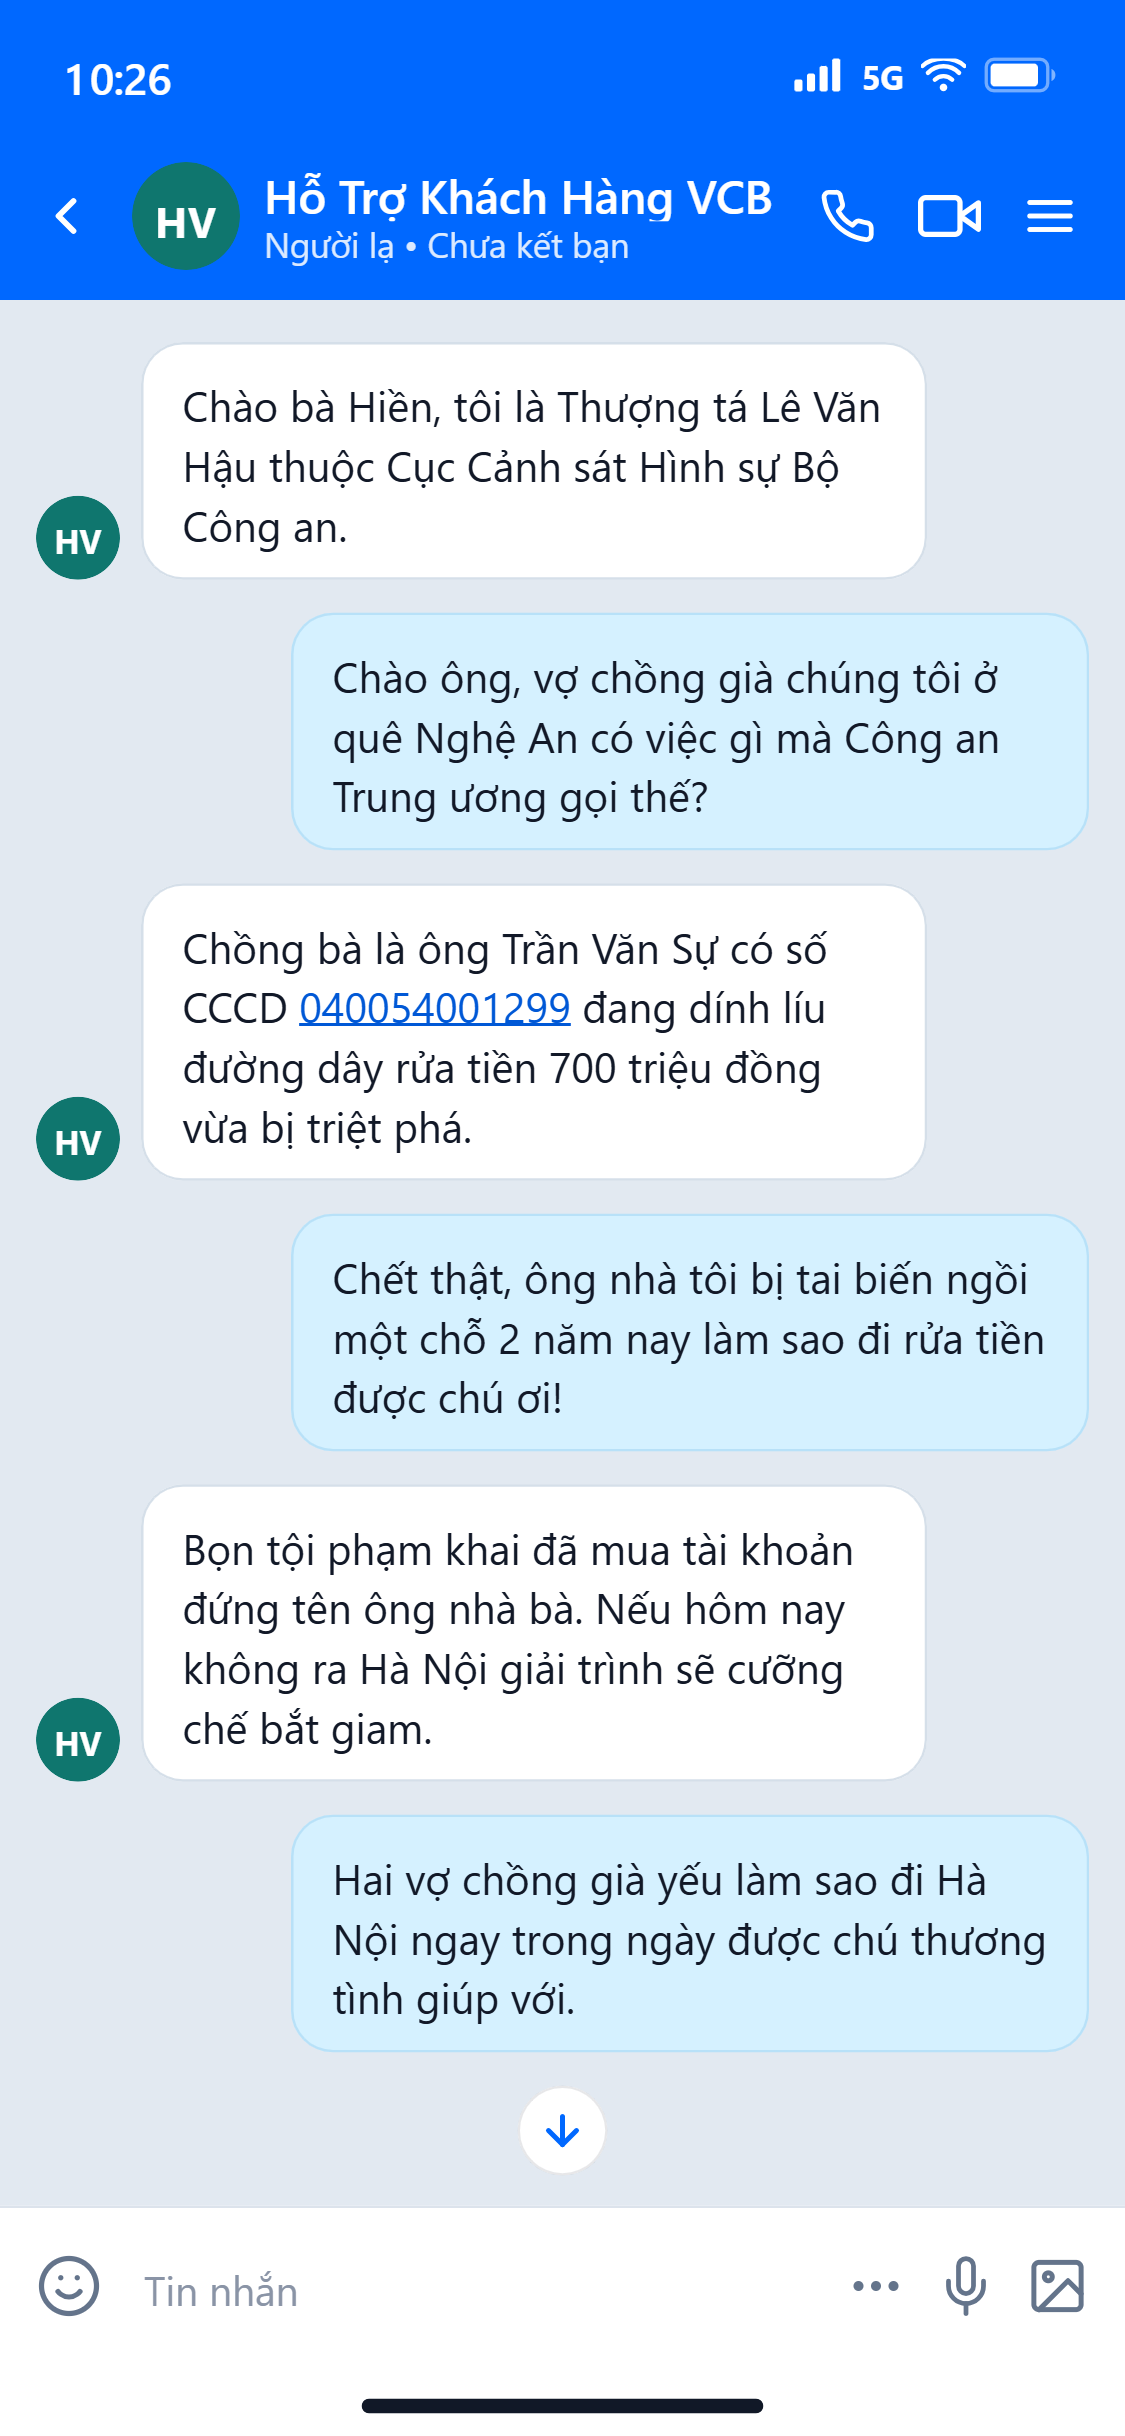 10:26
5G
HV
Hỗ Trợ Khách Hàng VCB
Người lạ • Chưa kết bạn
Chào bà Hiền, tôi là Thượng tá Lê Văn
Hậu thuộc Cục Cảnh sát Hình sự Bộ
Công an.
HV
Chào ông, vợ chồng già chúng tôi ở
quê Nghệ An có việc gì mà Công an
Trung ương gọi thế?
Chồng bà là ông Trần Văn Sự có số
CCCD 040054001299 đang dính líu
đường dây rửa tiền 700 triệu đồng
vừa bị triệt phá.
HV
Chết thật, ông nhà tôi bị tai biến ngồi
một chỗ 2 năm nay làm sao đi rửa tiền
được chú ơi!
Bọn tội phạm khai đã mua tài khoản
đứng tên ông nhà bà. Nếu hôm nay
không ra Hà Nội giải trình sẽ cưỡng
chế bắt giam.
HV
Hai vợ chồng già yếu làm sao đi Hà
Nội ngay trong ngày được chú thương
tình giúp với.
Tin nhắn